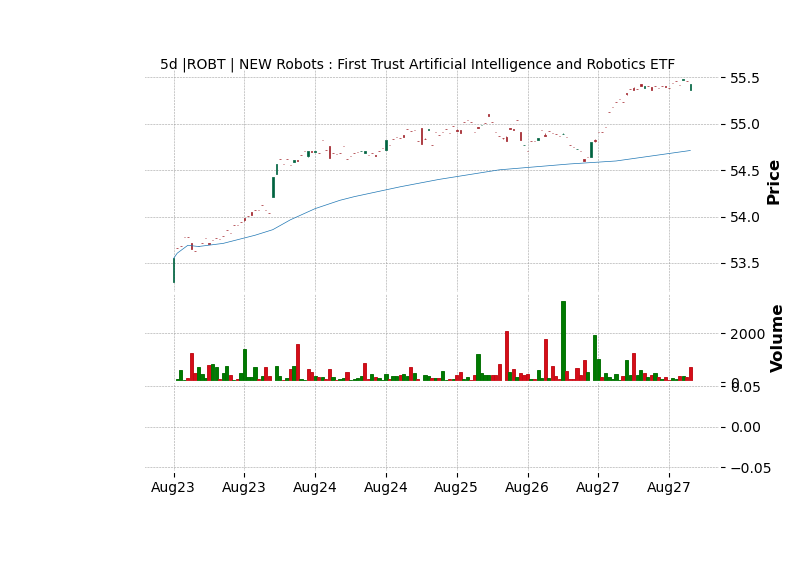 5d |ROBT | NEW Robots : First Trust Artificial Intelligence and Robotics ETF
55.5
55.0
54.5
54.0
53.5
Price
2000
0
Volume
0.05
0.00
−0.05
Aug23 Aug23 Aug24 Aug24 Aug25 Aug26 Aug27 Aug27